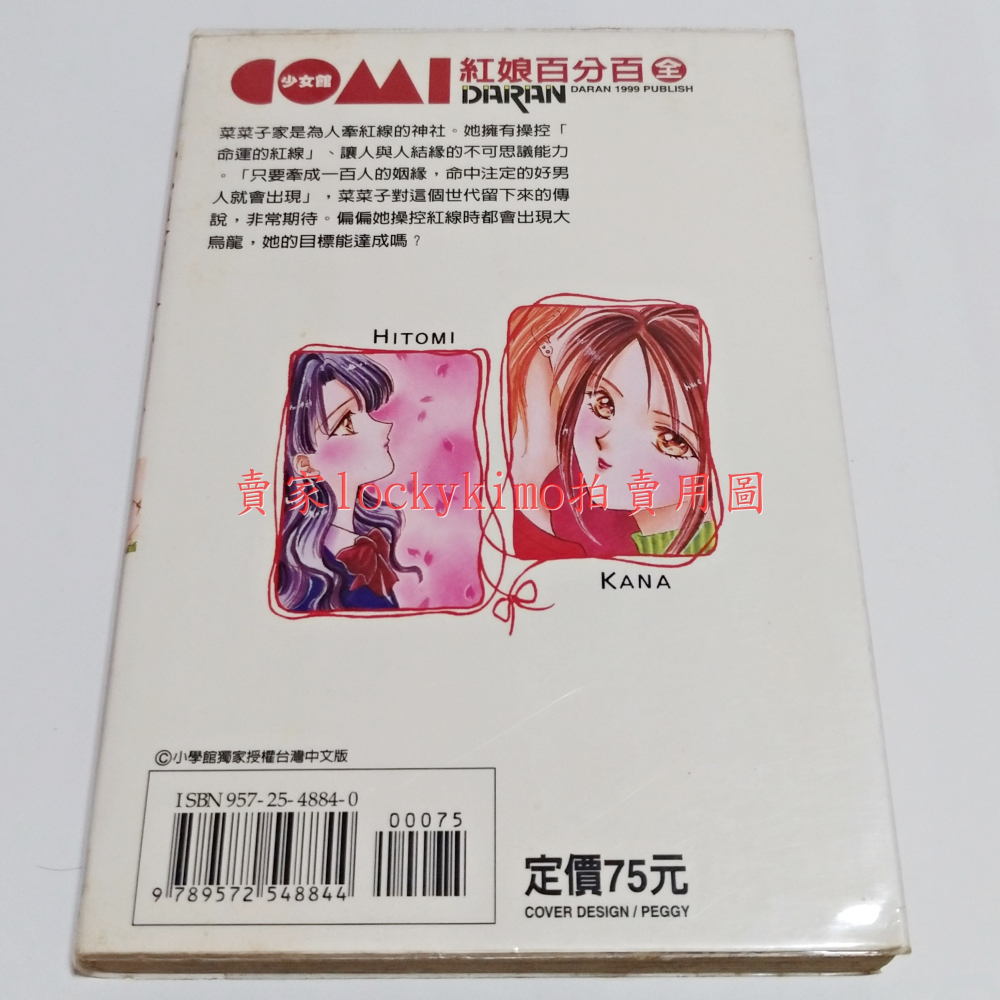 COMI 少女館 紅娘百分百 全
DARAN DARAN 1999 PUBLISH
菜菜子家是為人牽紅線的神社。她擁有操控「
命運的紅線」、讓人與人結緣的不可思議能力
。「只要牽成一百人的姻緣，命中注定的好男
人就會出現」，菜菜子對這個世代留下來的傳
說，非常期待。偏偏她操控紅線時都會出現大
烏龍，她的目標能達成嗎？
HITOMI
賣家lockykimo拍賣用圖
KANA
©小學館獨家授權台灣中文版
ISBN 957-25-4884-0
00075
9 789572 548844
定價75元
COVER DESIGN / PEGGY